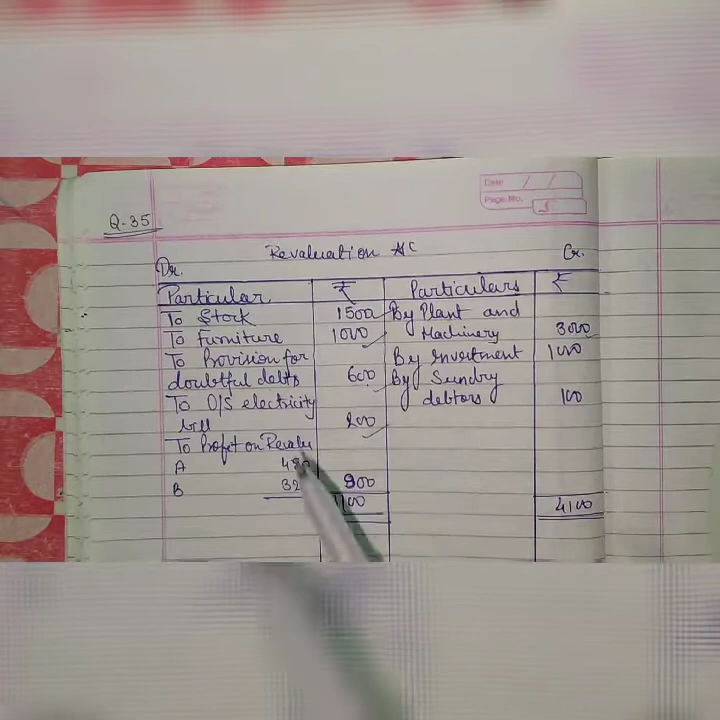 Date / /
Page No. 1
Q-35
Revaluation A/C
Dr. Cr.
Particular ₹ Particulars ₹
To Stock 1500 By Plant and
To Furniture 1000 Machinery 3000
To Provision for By Investment 1000
doubtful debts 600 By Sundry
To O/S electricity debtors 100
bill 200
To Profit on Revalu
A
B 900
4100